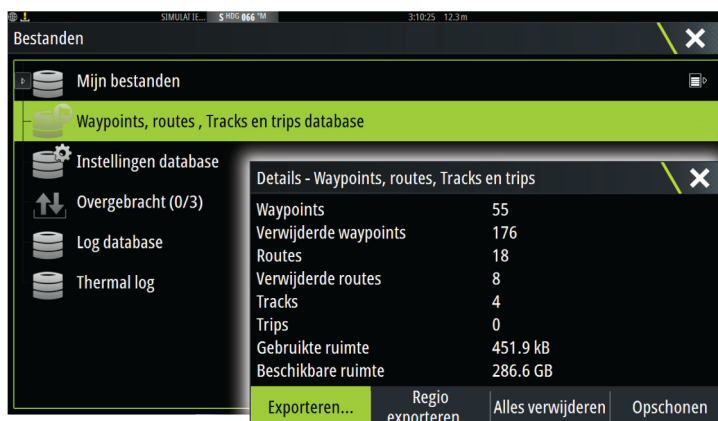 SIMULATIE... S HDG 066 °M 3:10:25 12.3 m
Bestanden
Mijn bestanden
Waypoints, routes , Tracks en trips database
Instellingen database
Overgebracht (0/3)
Log database
Thermal log
Details - Waypoints, routes, Tracks en trips
Waypoints 55
Verwijderde waypoints 176
Routes 18
Verwijderde routes 8
Tracks 4
Trips 0
Gebruikte ruimte 451.9 kB
Beschikbare ruimte 286.6 GB
Exporteren...
Regio
exporteren
Alles verwijderen
Opschonen